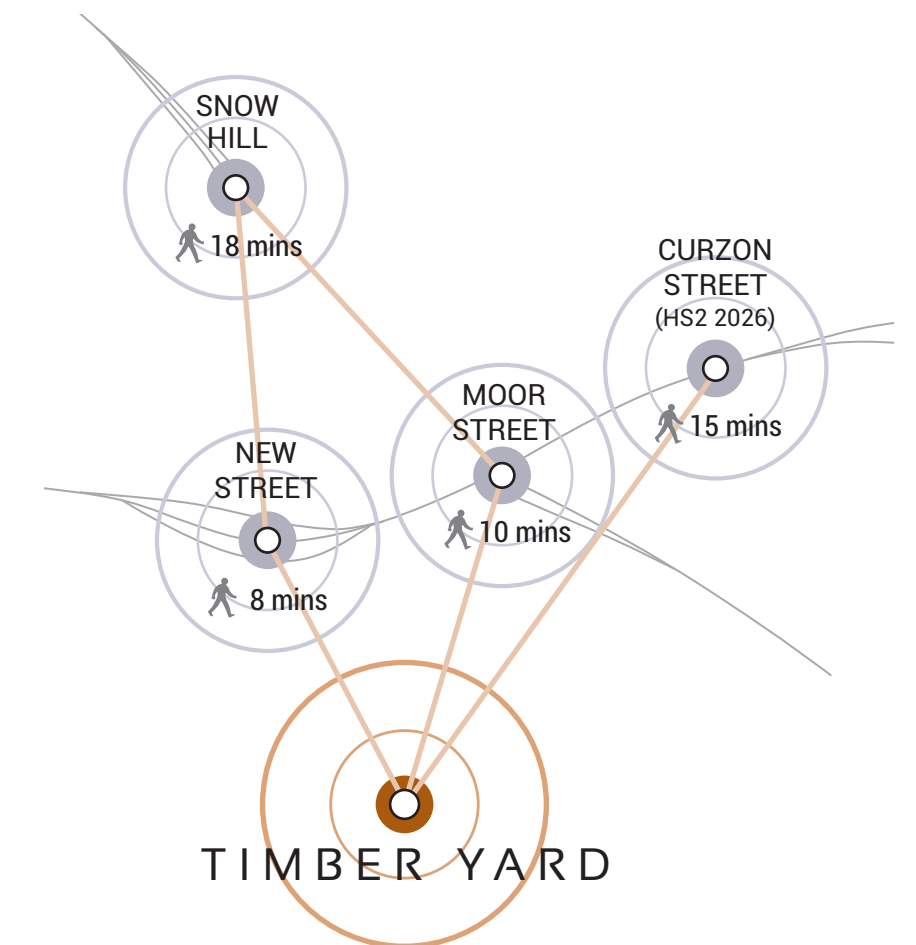 SNOW
HILL
18 mins
CURZON
STREET
(HS2 2026)
15 mins
MOOR
STREET
10 mins
NEW
STREET
8 mins
TIMBER YARD